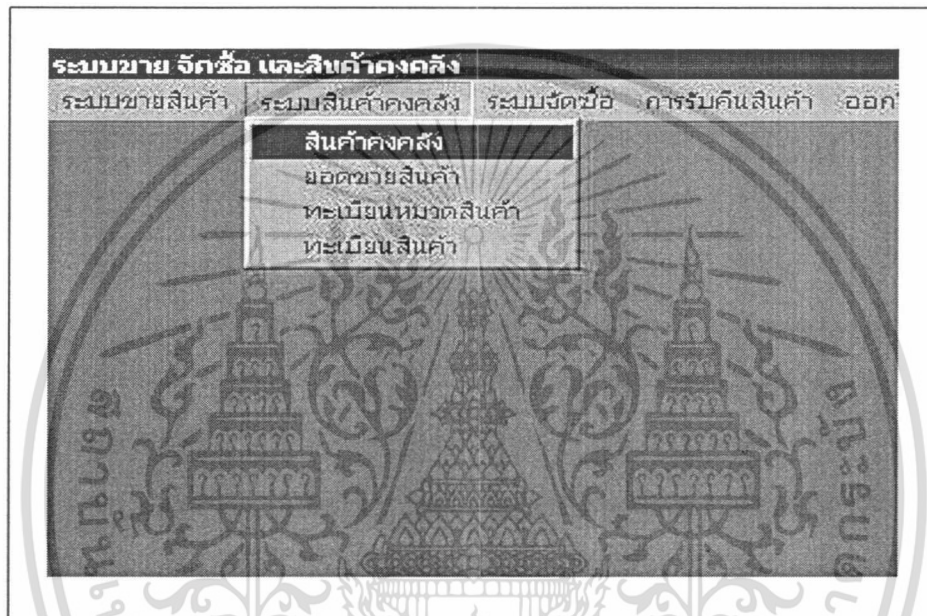 ระบบขาย จัดซื้อ และสินค้าคงคลัง
ระบบขายสินค้า ระบบสินค้าคงคลัง ระบบจัดซื้อ การรับคืนสินค้า ออก
สินค้าคงคลัง
ยอดขายสินค้า
ทะเบียนหมวดสินค้า
ทะเบียนสินค้า